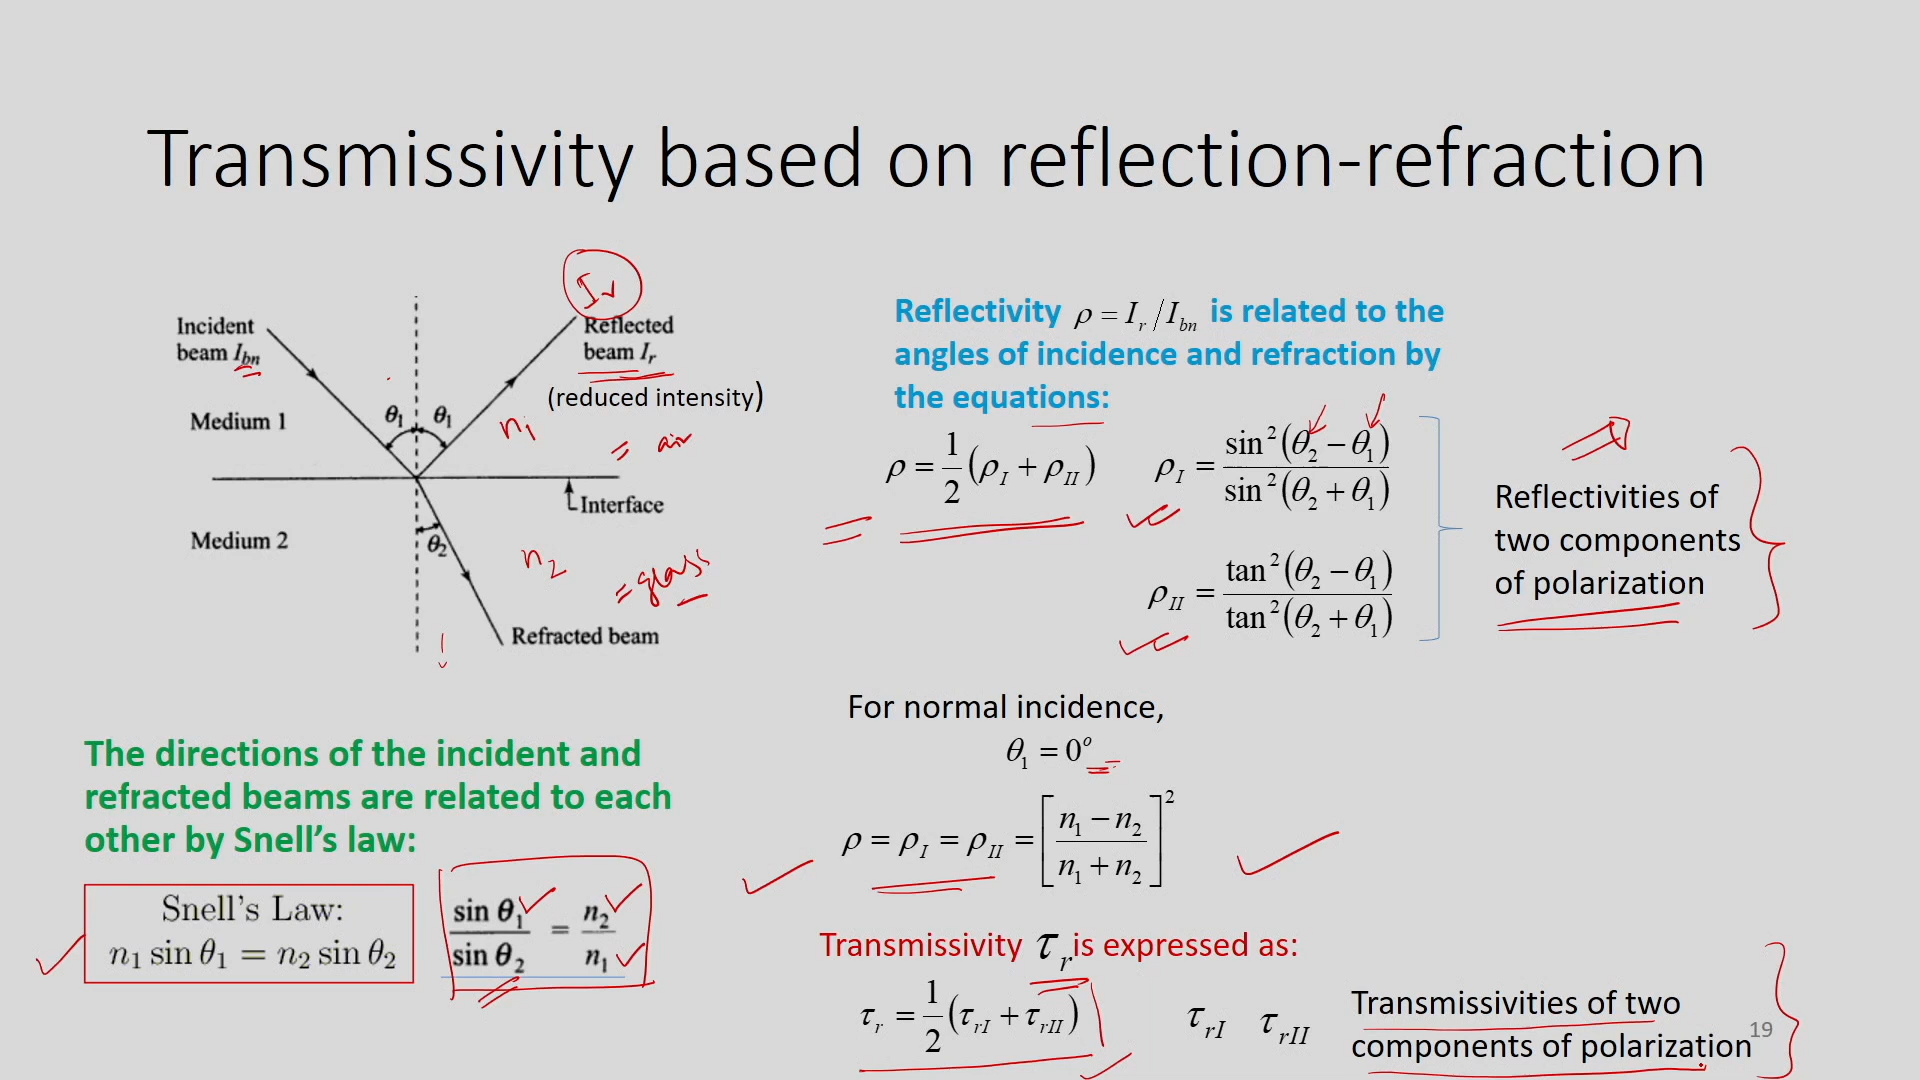 Transmissivity based on reflection-refraction
Incident
beam I_bn
I_r
Reflected
beam I_r
(reduced intensity)
θ₁ θ₁
Medium 1
n₁
= air
Interface
Medium 2
θ₂
n₂
= glass
Refracted beam
The directions of the incident and
refracted beams are related to each
other by Snell's law:
Snell's Law:
n₁ sin θ₁ = n₂ sin θ₂
sin θ₁ / sin θ₂ = n₂ / n₁
Reflectivity ρ = I_r / I_bn is related to the
angles of incidence and refraction by
the equations:
ρ = 1/2 (ρ_I + ρ_II)
ρ_I = sin²(θ₂ − θ₁) / sin²(θ₂ + θ₁)
ρ_II = tan²(θ₂ − θ₁) / tan²(θ₂ + θ₁)
Reflectivities of
two components
of polarization
For normal incidence,
θ₁ = 0°
ρ = ρ_I = ρ_II = [n₁ − n₂ / n₁ + n₂]²
Transmissivity τ_r is expressed as:
τ_r = 1/2 (τ_rI + τ_rII)
τ_rI τ_rII
Transmissivities of two
components of polarization
19